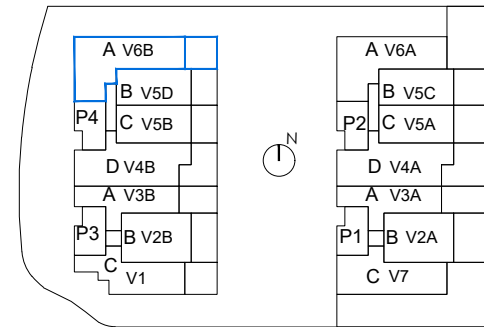 A V6B
B V5D
P4
C V5B
D V4B
A V3B
P3
B V2B
C
V1
N
A V6A
B V5C
P2
C V5A
D V4A
A V3A
P1
B V2A
C V7